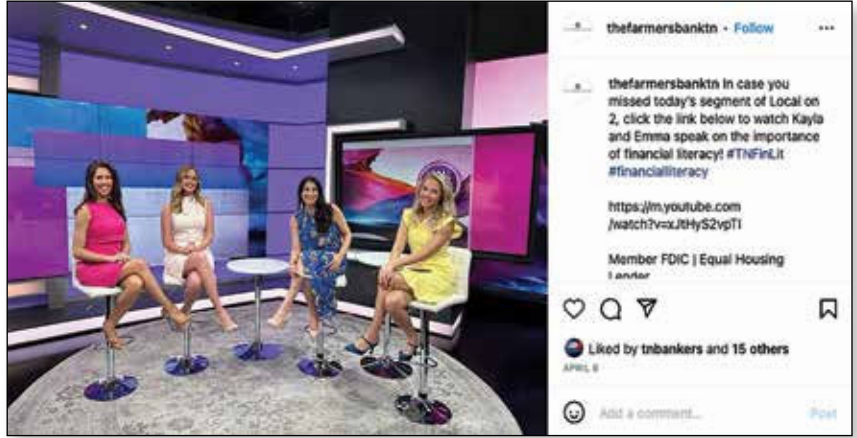 thefarmersbanktn • Follow
thefarmersbanktn In case you
missed today's segment of Local on
2, click the link below to watch Kayla
and Emma speak on the importance
of financial literacy! #TNFinLit
#financialliteracy
https://m.youtube.com
/watch?v=xJtHyS2vpTI
Member FDIC | Equal Housing
Lender
Liked by tnbankers and 15 others
Add a comment...
Post